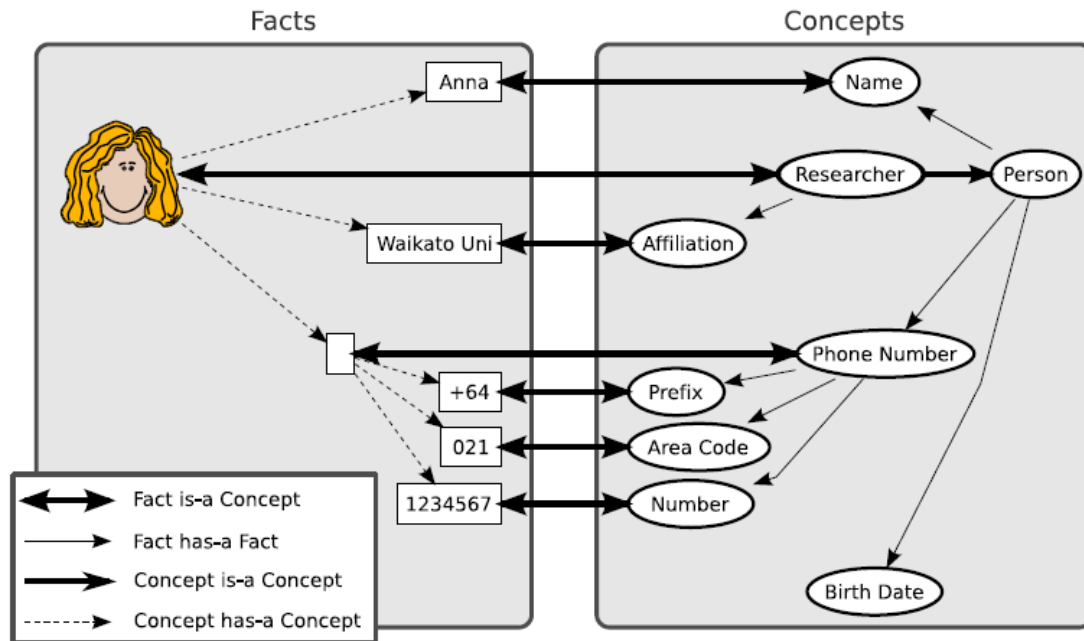 Facts
Concepts
Anna
Name
Researcher
Person
Waikato Uni
Affiliation
Phone Number
+64
Prefix
021
Area Code
1234567
Number
Birth Date
Fact is-a Concept
Fact has-a Fact
Concept is-a Concept
Concept has-a Concept